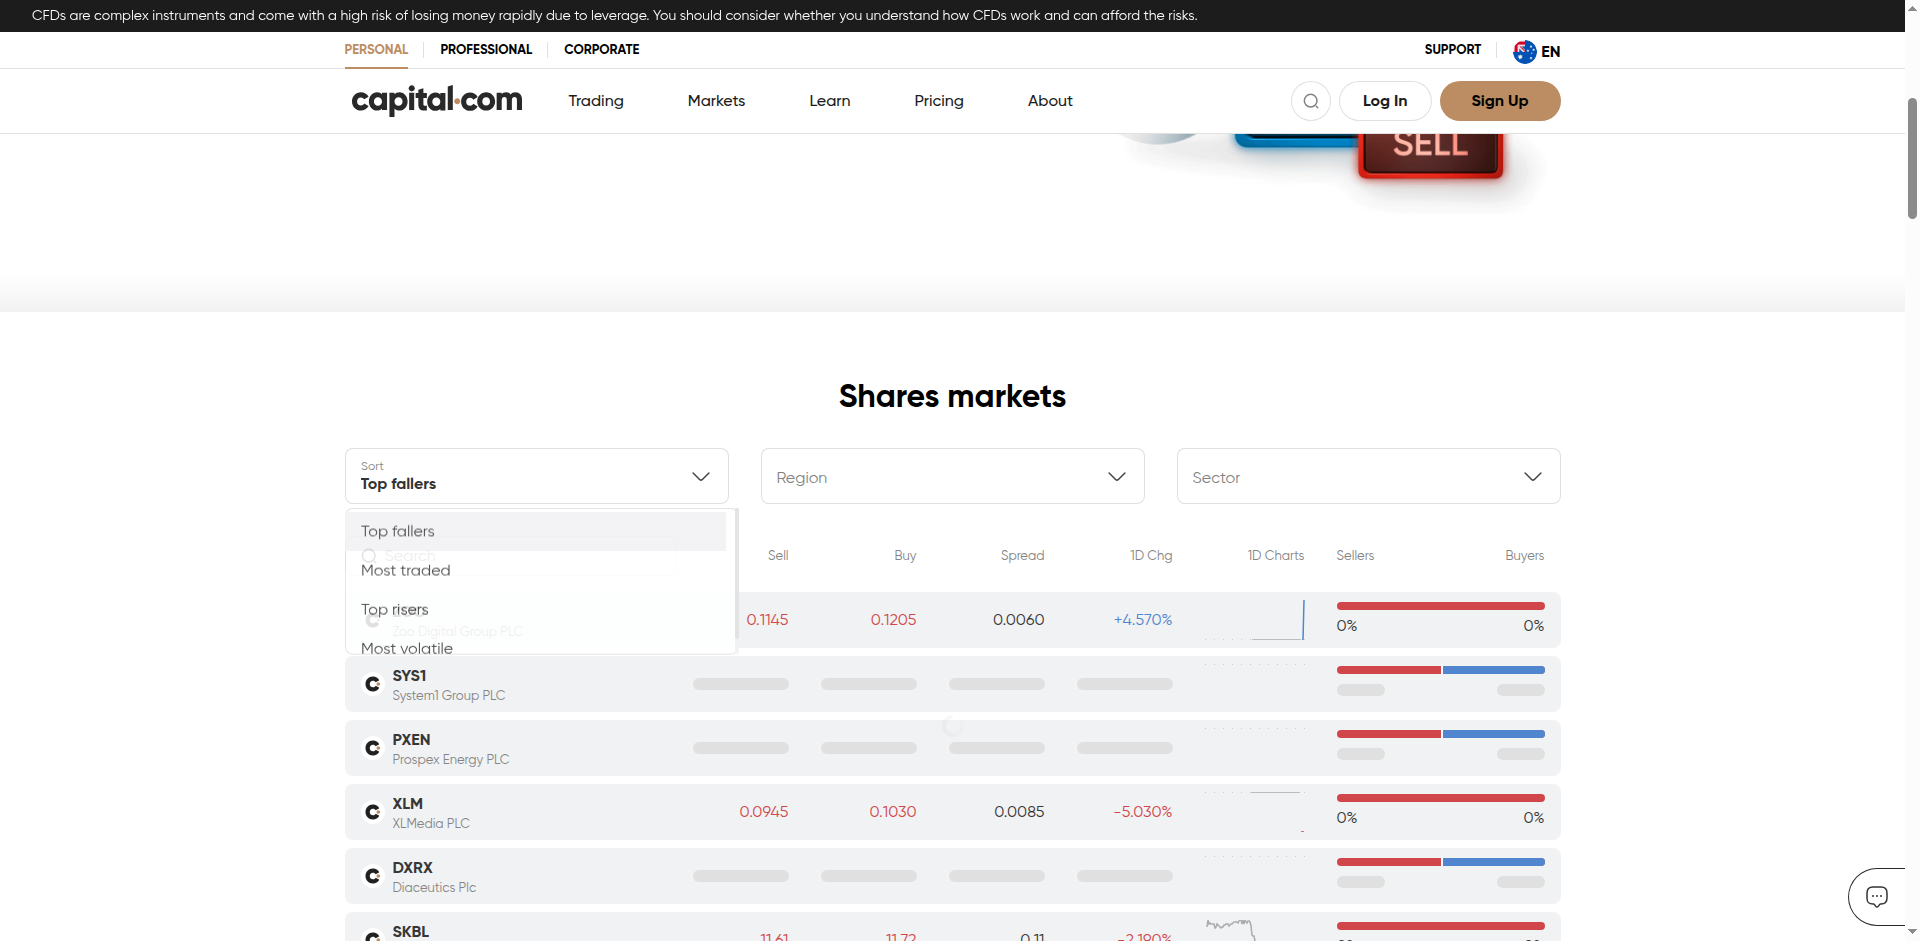 CFDs are complex instruments and come with a high risk of losing money rapidly due to leverage. You should consider whether you understand how CFDs work and can afford the risks.
PERSONAL
PROFESSIONAL
CORPORATE
SUPPORT
EN
capital.com
Trading
Markets
Learn
Pricing
About
Log In
Sign Up
SELL
Shares markets
Sort
Top fallers
Region
Sector
Top fallers
Search
Most traded
Top risers
Most volatile
Sell
Buy
Spread
1D Chg
1D Charts
Sellers
Buyers
Zoo Digital Group PLC
0.1145
0.1205
0.0060
+4.570%
0%
0%
SYS1
System1 Group PLC
PXEN
Prospex Energy PLC
XLM
XLMedia PLC
0.0945
0.1030
0.0085
-5.030%
0%
0%
DXRX
Diaceutics Plc
SKBL
11.61
11.72
0.11
-2.190%